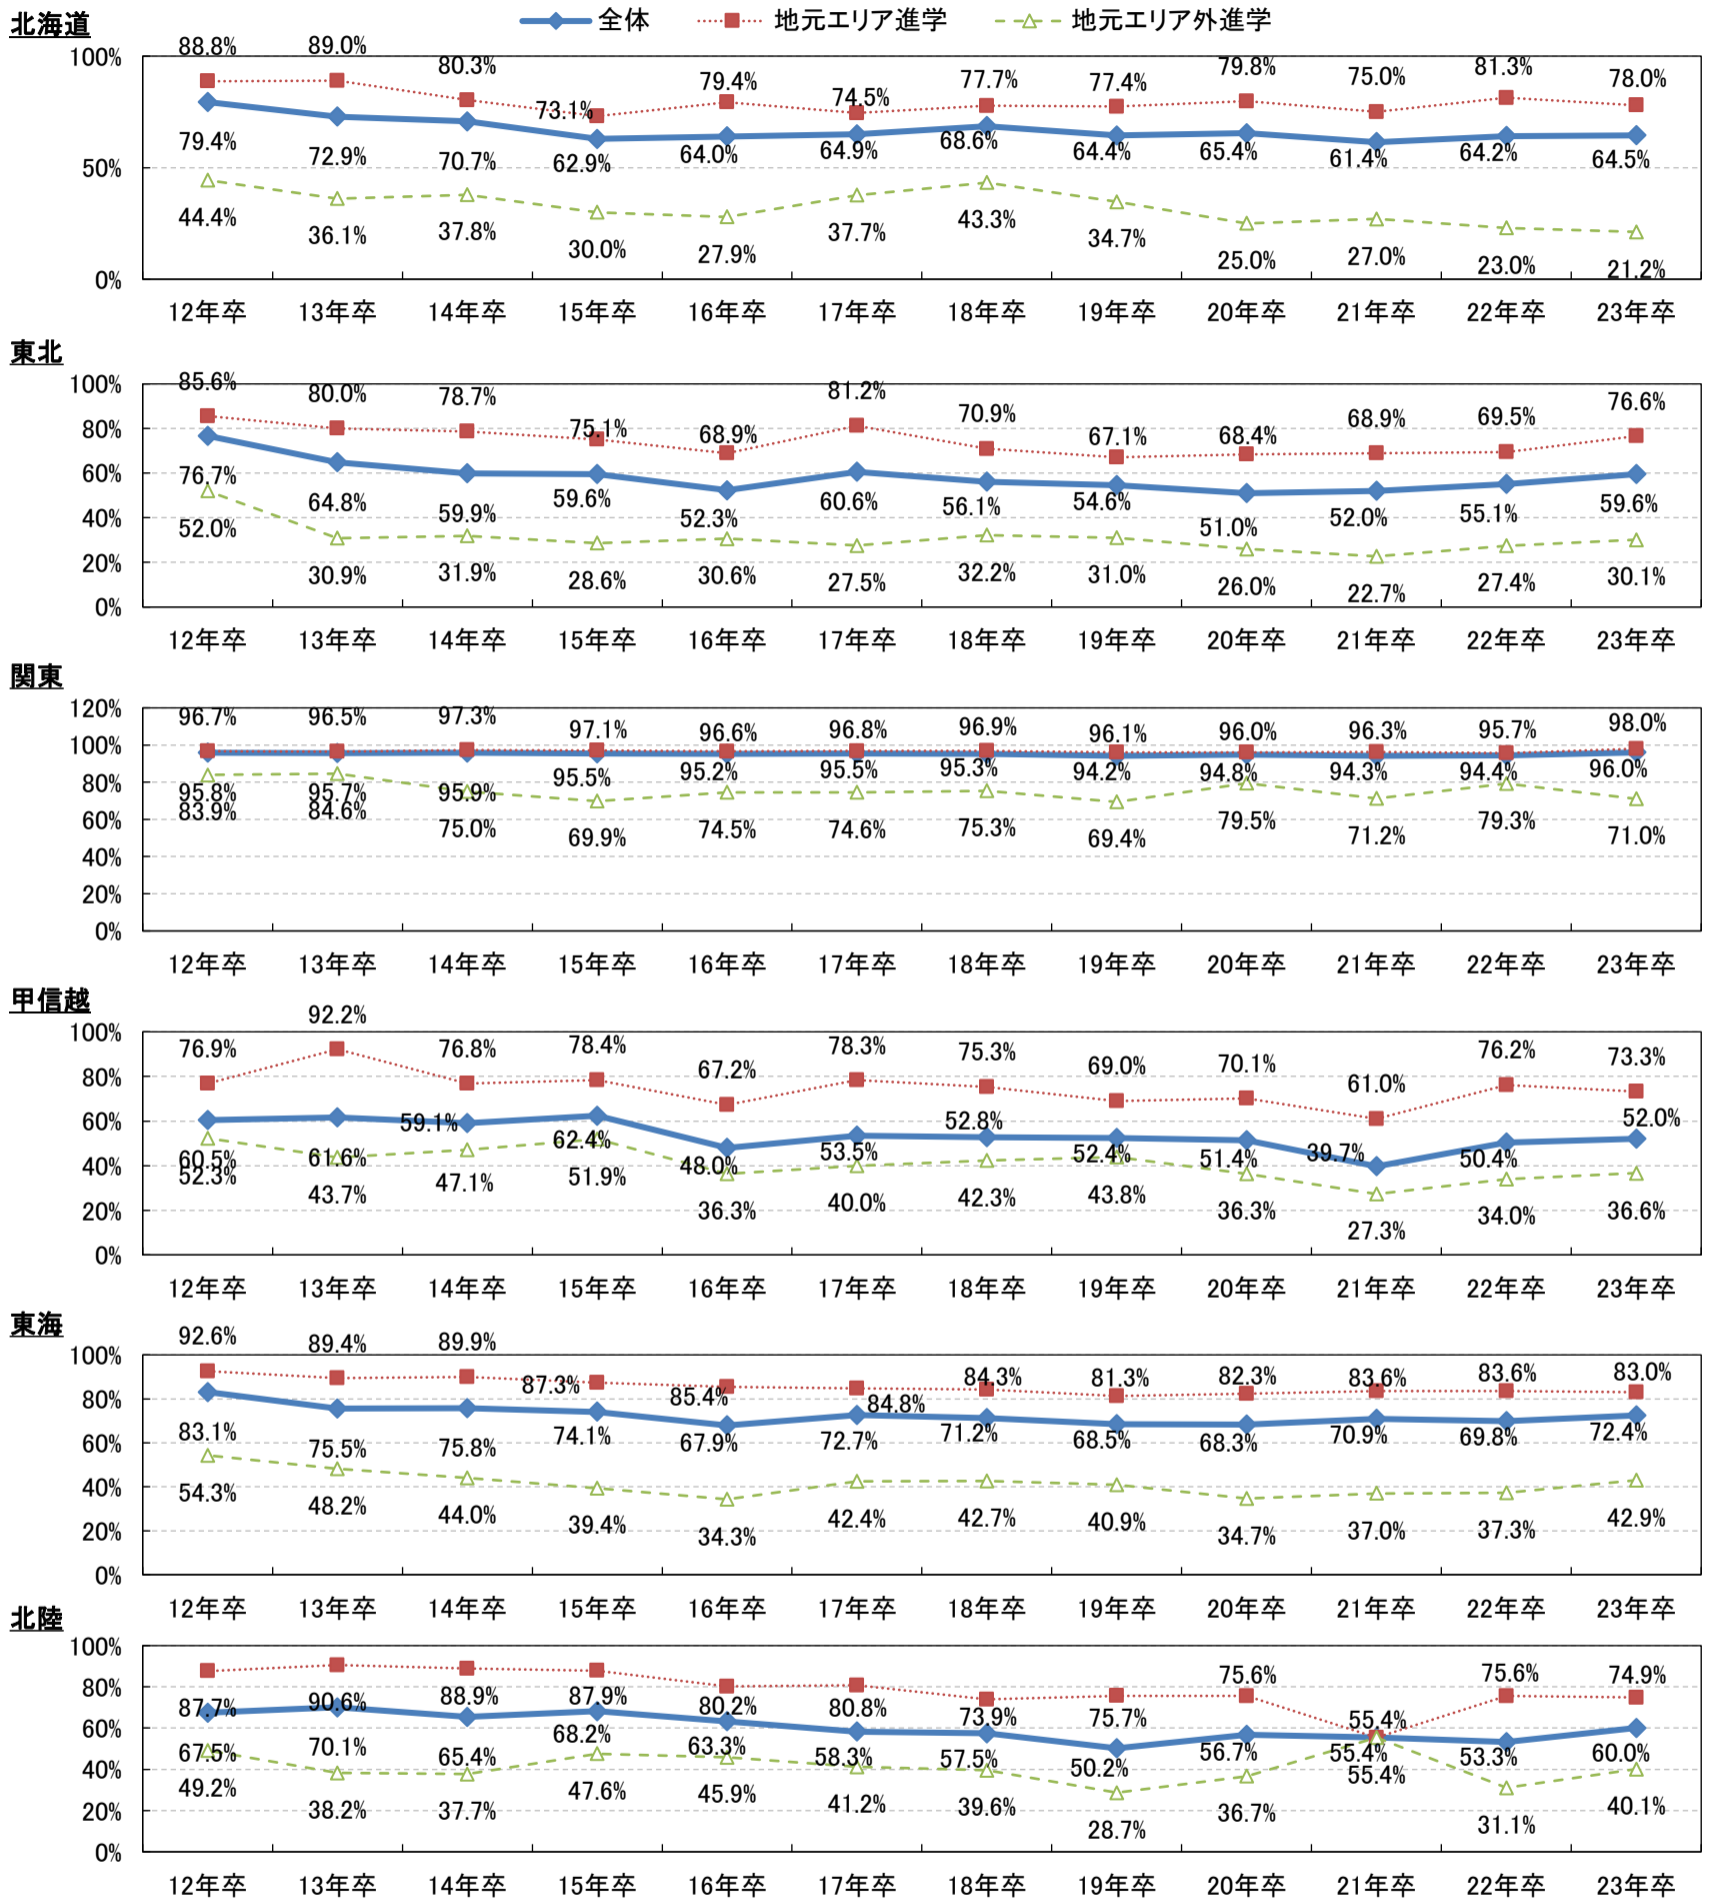 北海道
全体 地元エリア進学 地元エリア外進学
100%
50%
0%
88.8% 89.0% 80.3% 73.1% 79.4% 74.5% 77.7% 77.4% 79.8% 75.0% 81.3% 78.0%
79.4% 72.9% 70.7% 62.9% 64.0% 64.9% 68.6% 64.4% 65.4% 61.4% 64.2% 64.5%
44.4% 36.1% 37.8% 30.0% 27.9% 37.7% 43.3% 34.7% 25.0% 27.0% 23.0% 21.2%
12年卒 13年卒 14年卒 15年卒 16年卒 17年卒 18年卒 19年卒 20年卒 21年卒 22年卒 23年卒
東北
100%
80%
60%
40%
20%
0%
85.6% 80.0% 78.7% 75.1% 68.9% 81.2% 70.9% 67.1% 68.4% 68.9% 69.5% 76.6%
76.7% 64.8% 59.9% 59.6% 52.3% 60.6% 56.1% 54.6% 51.0% 52.0% 55.1% 59.6%
52.0% 30.9% 31.9% 28.6% 30.6% 27.5% 32.2% 31.0% 26.0% 22.7% 27.4% 30.1%
12年卒 13年卒 14年卒 15年卒 16年卒 17年卒 18年卒 19年卒 20年卒 21年卒 22年卒 23年卒
関東
120%
100%
80%
60%
40%
20%
0%
96.7% 96.5% 97.3% 97.1% 96.6% 96.8% 96.9% 96.1% 96.0% 96.3% 95.7% 98.0%
95.8% 95.7% 95.9% 95.5% 95.2% 95.5% 95.3% 94.2% 94.8% 94.3% 94.4% 96.0%
83.9% 84.6% 75.0% 69.9% 74.5% 74.6% 75.3% 69.4% 79.5% 71.2% 79.3% 71.0%
12年卒 13年卒 14年卒 15年卒 16年卒 17年卒 18年卒 19年卒 20年卒 21年卒 22年卒 23年卒
甲信越
100%
80%
60%
40%
20%
0%
76.9% 92.2% 76.8% 78.4% 67.2% 78.3% 75.3% 69.0% 70.1% 61.0% 76.2% 73.3%
60.5% 61.6% 59.1% 62.4% 48.0% 53.5% 52.8% 52.4% 51.4% 39.7% 50.4% 52.0%
52.3% 43.7% 47.1% 51.9% 36.3% 40.0% 42.3% 43.8% 36.3% 27.3% 34.0% 36.6%
12年卒 13年卒 14年卒 15年卒 16年卒 17年卒 18年卒 19年卒 20年卒 21年卒 22年卒 23年卒
東海
100%
80%
60%
40%
20%
0%
92.6% 89.4% 89.9% 87.3% 85.4% 84.8% 84.3% 81.3% 82.3% 83.6% 83.6% 83.0%
83.1% 75.5% 75.8% 74.1% 67.9% 72.7% 71.2% 68.5% 68.3% 70.9% 69.8% 72.4%
54.3% 48.2% 44.0% 39.4% 34.3% 42.4% 42.7% 40.9% 34.7% 37.0% 37.3% 42.9%
12年卒 13年卒 14年卒 15年卒 16年卒 17年卒 18年卒 19年卒 20年卒 21年卒 22年卒 23年卒
北陸
100%
80%
60%
40%
20%
0%
87.7% 90.6% 88.9% 87.9% 80.2% 80.8% 73.9% 75.7% 75.6% 55.4% 75.6% 74.9%
67.5% 70.1% 65.4% 68.2% 63.3% 58.3% 57.5% 50.2% 56.7% 55.4% 53.3% 60.0%
49.2% 38.2% 37.7% 47.6% 45.9% 41.2% 39.6% 28.7% 36.7% 55.4% 31.1% 40.1%
12年卒 13年卒 14年卒 15年卒 16年卒 17年卒 18年卒 19年卒 20年卒 21年卒 22年卒 23年卒